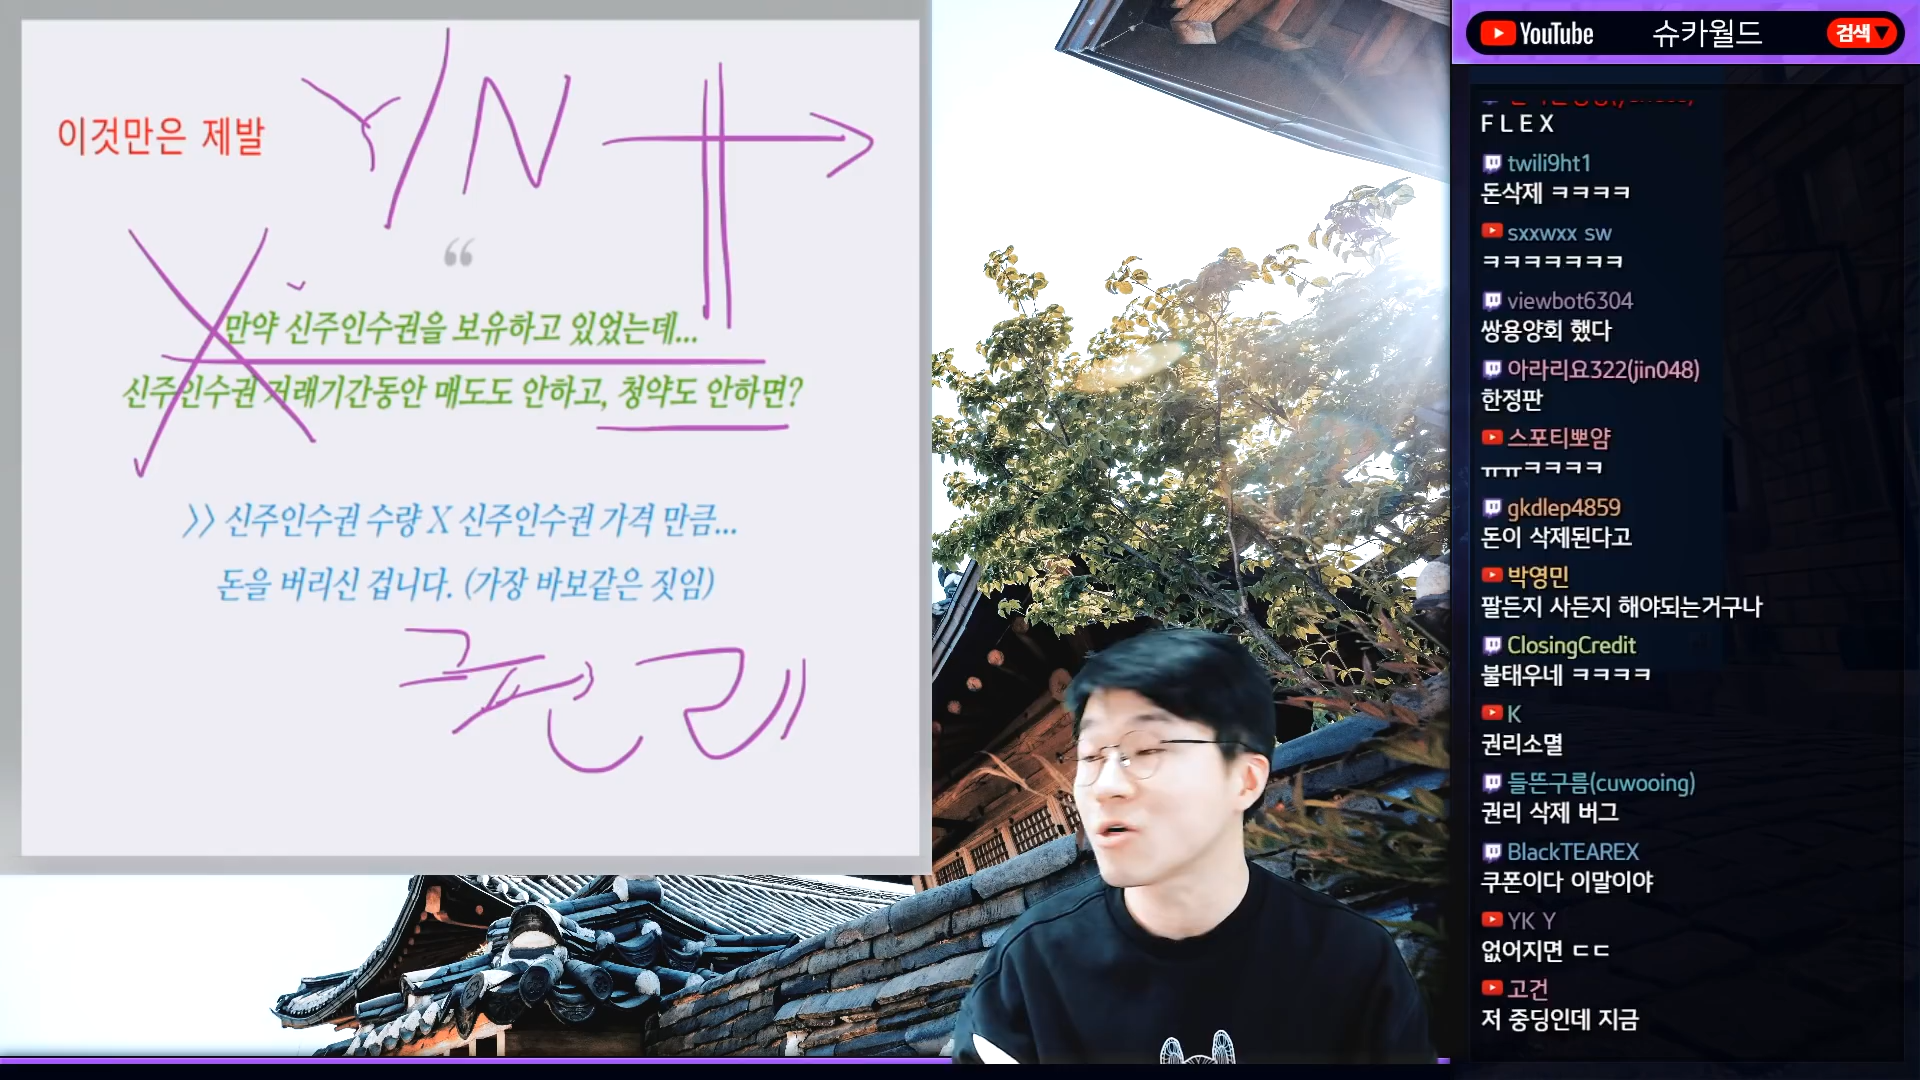 이것만은 제발
Y/N
“
만약 신주인수권을 보유하고 있었는데...
신주인수권 거래기간동안 매도도 안하고, 청약도 안하면?
>> 신주인수권 수량 X 신주인수권 가격 만큼...
돈을 버리신 겁니다. (가장 바보같은 짓임)
권리
YouTube 슈카월드 검색▼
F L E X
twili9ht1
돈삭제 ㅋㅋㅋㅋ
sxxwxx sw
ㅋㅋㅋㅋㅋㅋㅋ
viewbot6304
쌍용양회 했다
아라리요322(jin048)
한정판
스포티뽀얌
ㅠㅠㅋㅋㅋㅋ
gkdlep4859
돈이 삭제된다고
박영민
팔든지 사든지 해야되는거구나
ClosingCredit
불태우네 ㅋㅋㅋㅋ
K
권리소멸
들뜬구름(cuwooing)
권리 삭제 버그
BlackTEAREX
쿠폰이다 이말이야
YK Y
없어지면 ㄷㄷ
고건
저 중딩인데 지금